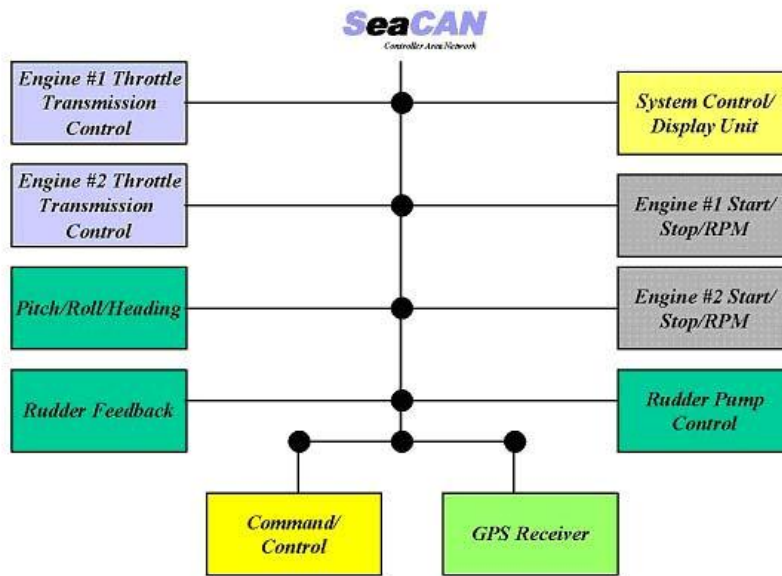 SeaCAN
Controller Area Network
Engine #1 Throttle
Transmission
Control
System Control/
Display Unit
Engine #2 Throttle
Transmission
Control
Engine #1 Start/
Stop/RPM
Pitch/Roll/Heading
Engine #2 Start/
Stop/RPM
Rudder Feedback
Rudder Pump
Control
Command/
Control
GPS Receiver